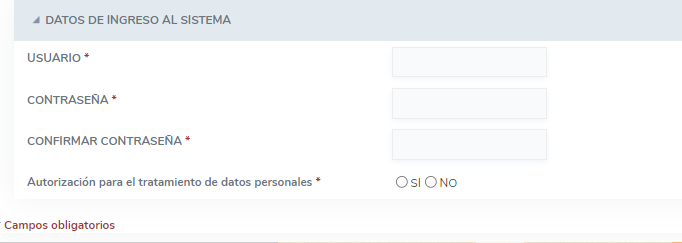 DATOS DE INGRESO AL SISTEMA
USUARIO *
CONTRASEÑA *
CONFIRMAR CONTRASEÑA *
Autorización para el tratamiento de datos personales * SÍ NO
* Campos obligatorios